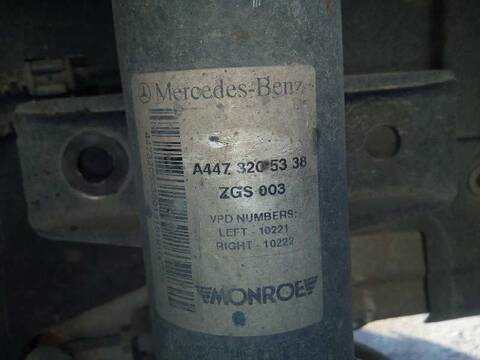 Mercedes-Benz
A447 320 53 38
ZGS 003
VPD NUMBERS:
LEFT - 10221
RIGHT - 10222
MONROE